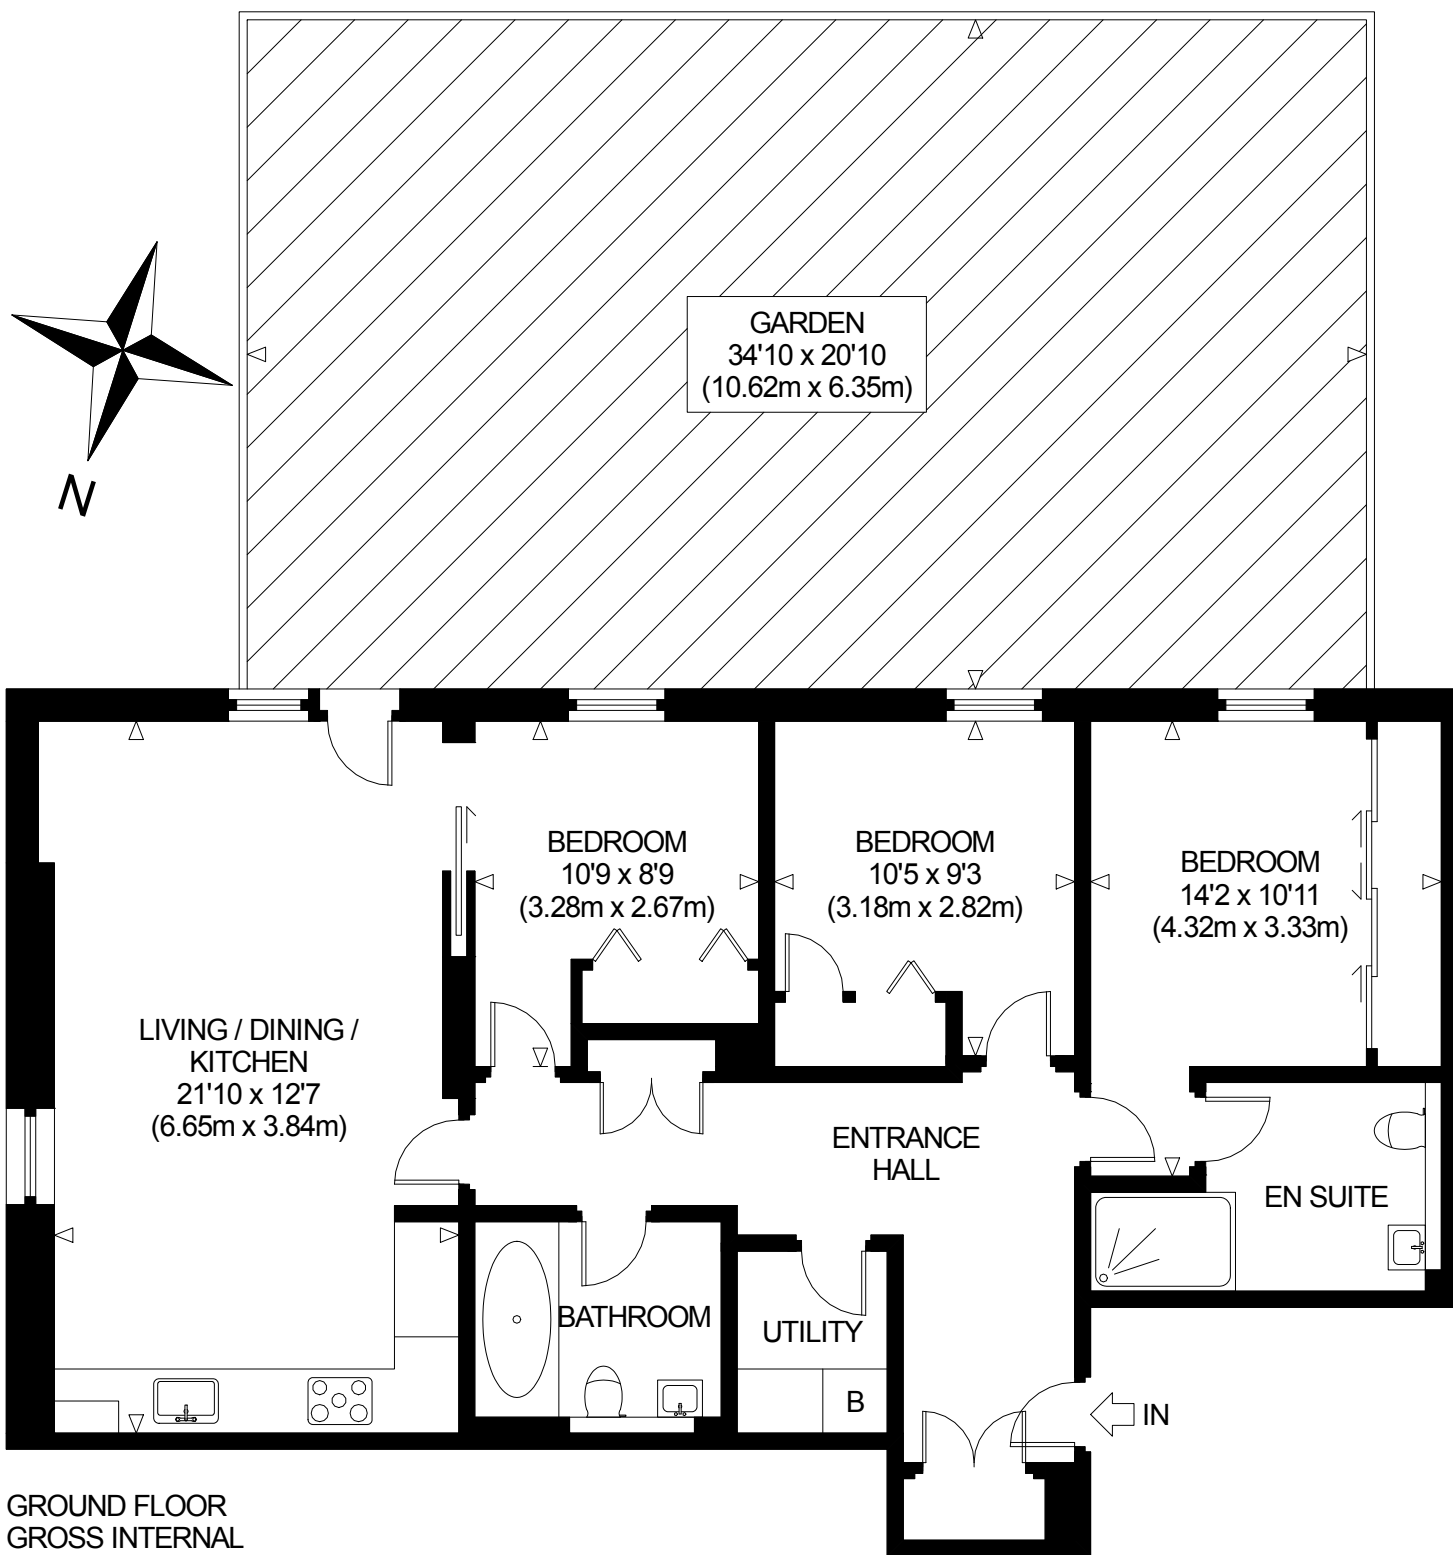 GARDEN
34'10 x 20'10
(10.62m x 6.35m)
N
BEDROOM
10'9 x 8'9
(3.28m x 2.67m)
BEDROOM
10'5 x 9'3
(3.18m x 2.82m)
BEDROOM
14'2 x 10'11
(4.32m x 3.33m)
LIVING / DINING /
KITCHEN
21'10 x 12'7
(6.65m x 3.84m)
ENTRANCE
HALL
EN SUITE
BATHROOM
UTILITY
B
IN
GROUND FLOOR
GROSS INTERNAL